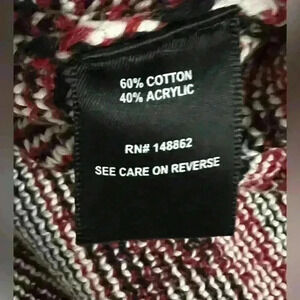 60% COTTON
40% ACRYLIC
RN# 148862
SEE CARE ON REVERSE